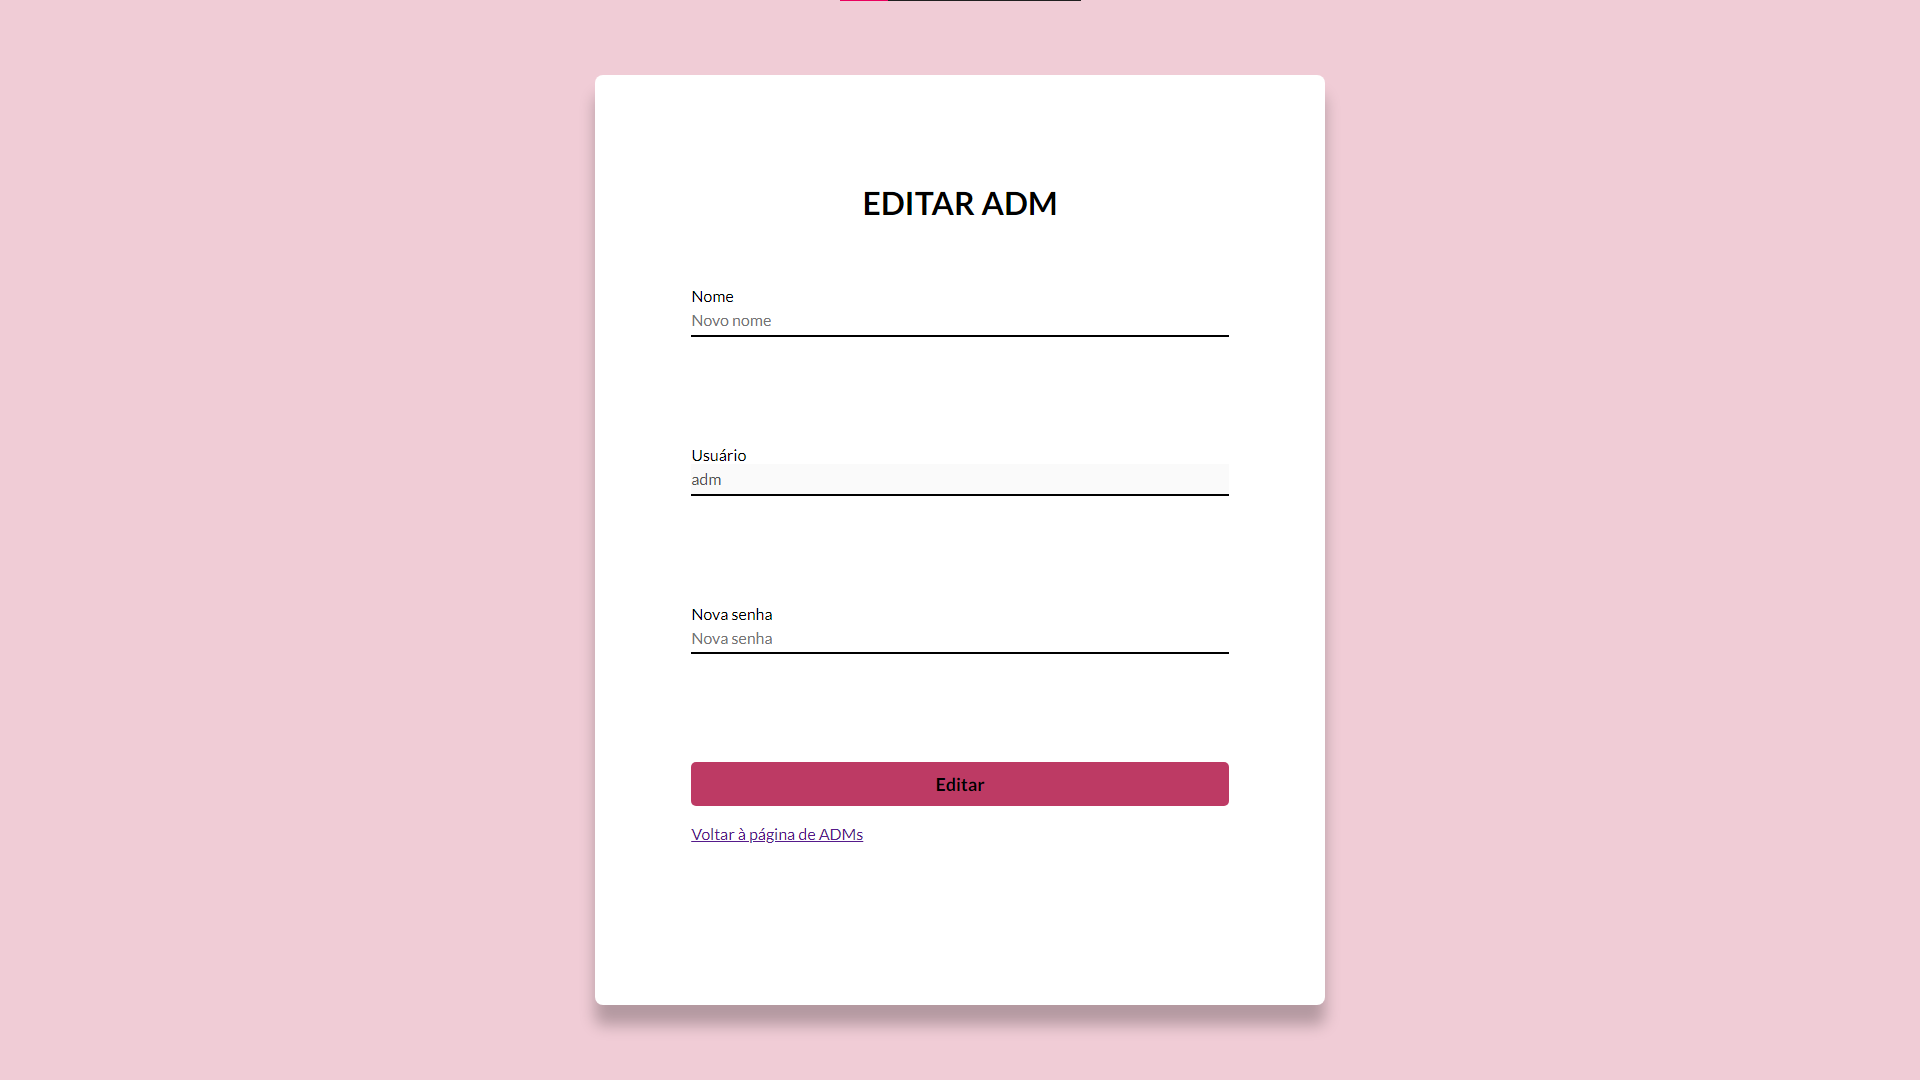 EDITAR ADM
Nome
Novo nome
Usuário
adm
Nova senha
Nova senha
Editar
Voltar à página de ADMs